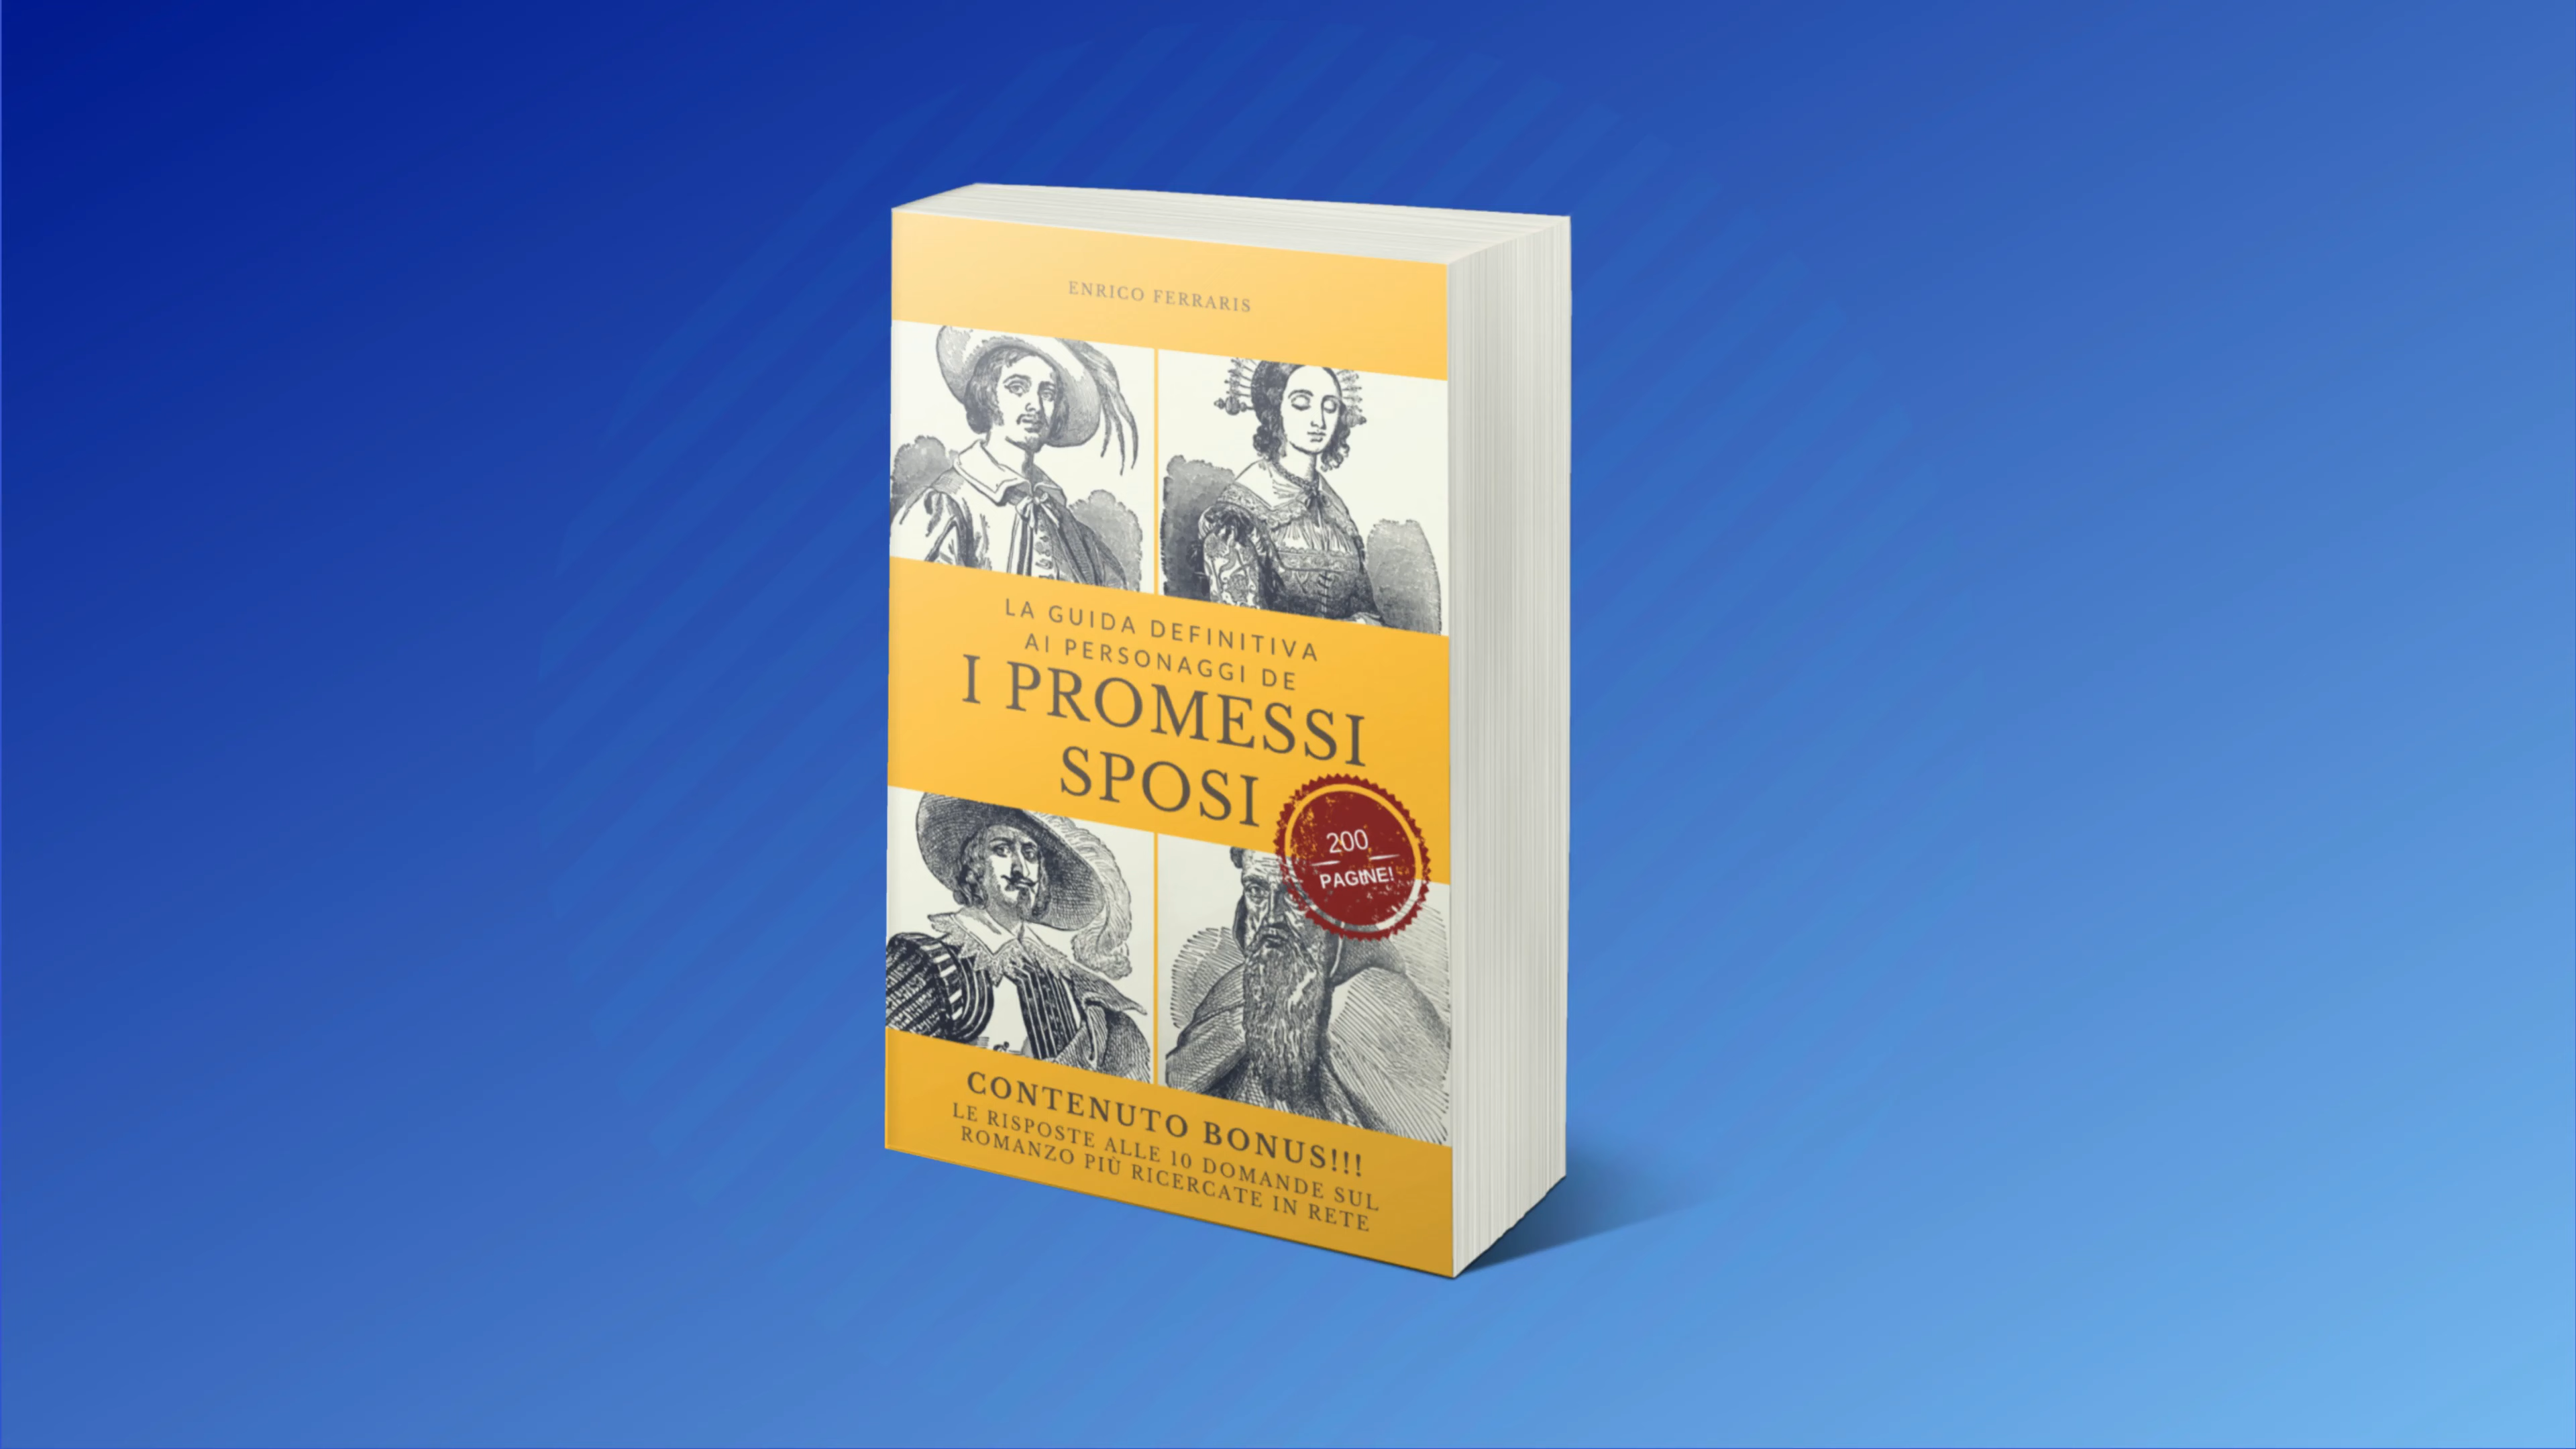 ENRICO FERRARIS
LA GUIDA DEFINITIVA
AI PERSONAGGI DE
I PROMESSI
SPOSI
200
PAGINE!
CONTENUTO BONUS!!!
LE RISPOSTE ALLE 10 DOMANDE SUL
ROMANZO PIÙ RICERCATE IN RETE